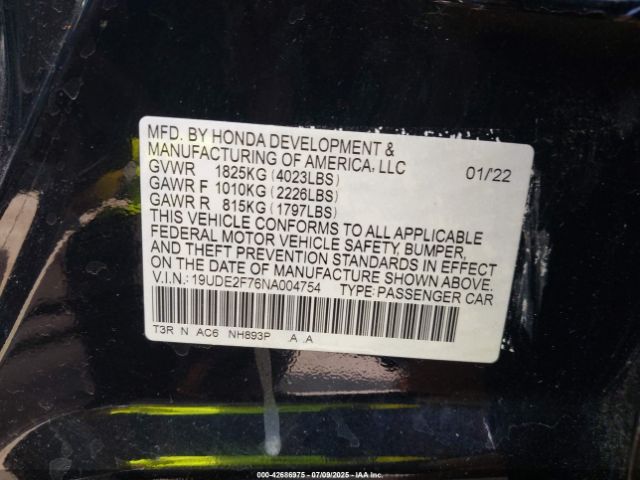 MFD. BY HONDA DEVELOPMENT &
MANUFACTURING OF AMERICA, LLC
GVWR 1825KG (4023LBS) 01/'22
GAWR F 1010KG (2226LBS)
GAWR R 815KG (1797LBS)
THIS VEHICLE CONFORMS TO ALL APPLICABLE
FEDERAL MOTOR VEHICLE SAFETY, BUMPER,
AND THEFT PREVENTION STANDARDS IN EFFECT
ON THE DATE OF MANUFACTURE SHOWN ABOVE.
V.I.N.: 19UDE2F76NA004754 TYPE: PASSENGER CAR
T3R N AC6 NH893P .A .A
000-42686975 07/09/2025 IAAI.com